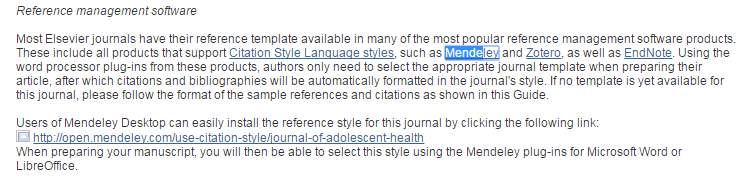 Reference management software
Most Elsevier journals have their reference template available in many of the most popular reference management software products.
These include all products that support Citation Style Language styles, such as Mendeley and Zotero, as well as EndNote. Using the
word processor plug-ins from these products, authors only need to select the appropriate journal template when preparing their
article, after which citations and bibliographies will be automatically formatted in the journal's style. If no template is yet available for
this journal, please follow the format of the sample references and citations as shown in this Guide.
Users of Mendeley Desktop can easily install the reference style for this journal by clicking the following link:
http://open.mendeley.com/use-citation-style/journal-of-adolescent-health
When preparing your manuscript, you will then be able to select this style using the Mendeley plug-ins for Microsoft Word or
LibreOffice.